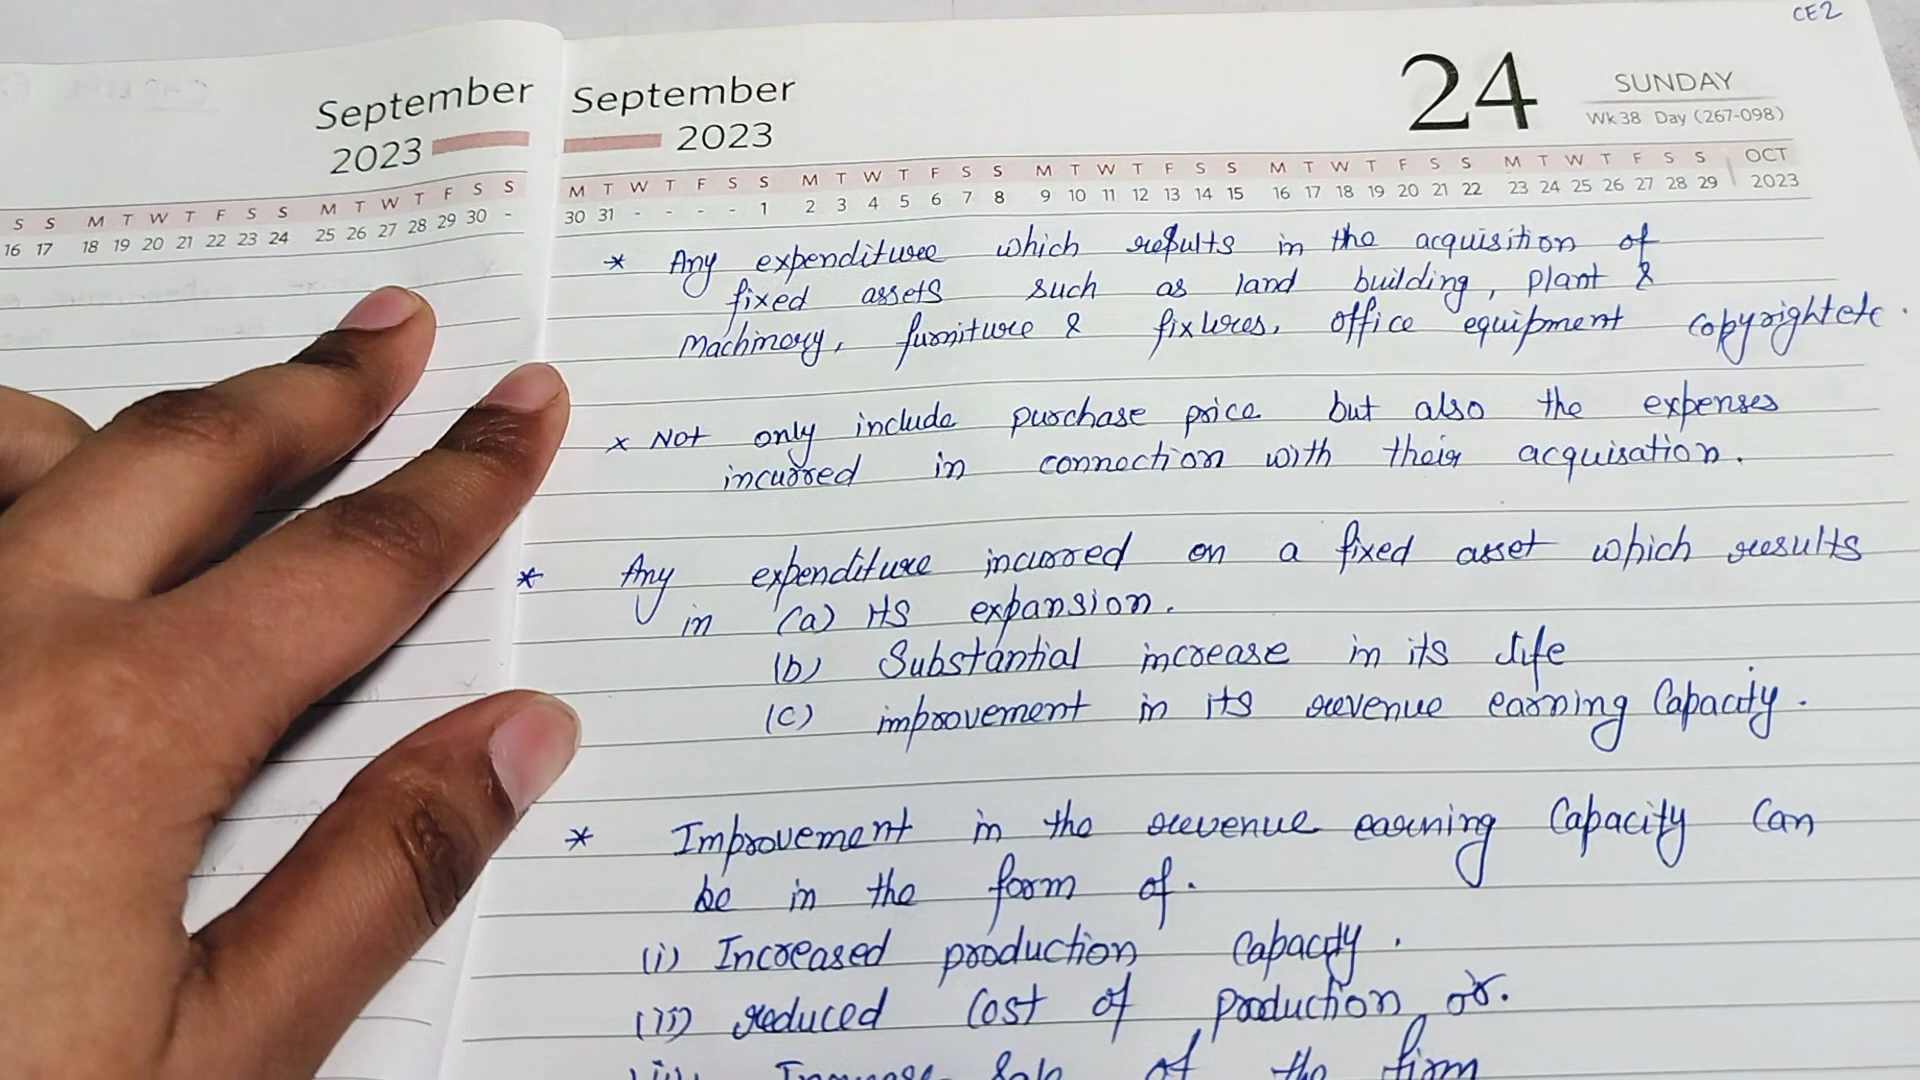 September
2023
S S M T W T F S S M T W T F S S
16 17 18 19 20 21 22 23 24 25 26 27 28 29 30 -
CE2
September
2023
24
SUNDAY
Wk 38 Day (267-098)
M T W T F S S M T W T F S S M T W T F S S M T W T F S S M T W T F S S OCT
30 31 - - - - 1 2 3 4 5 6 7 8 9 10 11 12 13 14 15 16 17 18 19 20 21 22 23 24 25 26 27 28 29 2023
* Any expenditure which results in the acquisition of
fixed assets such as land building, plant &
Machinery, furniture & fixtures, office equipment copyright etc.
* Not only include purchase price but also the expenses
incurred in connection with their acquisation.
* Any expenditure incurred on a fixed asset which results
in (a) its expansion.
(b) Substantial increase in its life
(c) improvement in its revenue earning Capacity.
* Improvement in the revenue earning Capacity Can
be in the form of.
(i) Increased production Capacity.
(ii) reduced Cost of production or.
(iii) Increase Sale of the firm